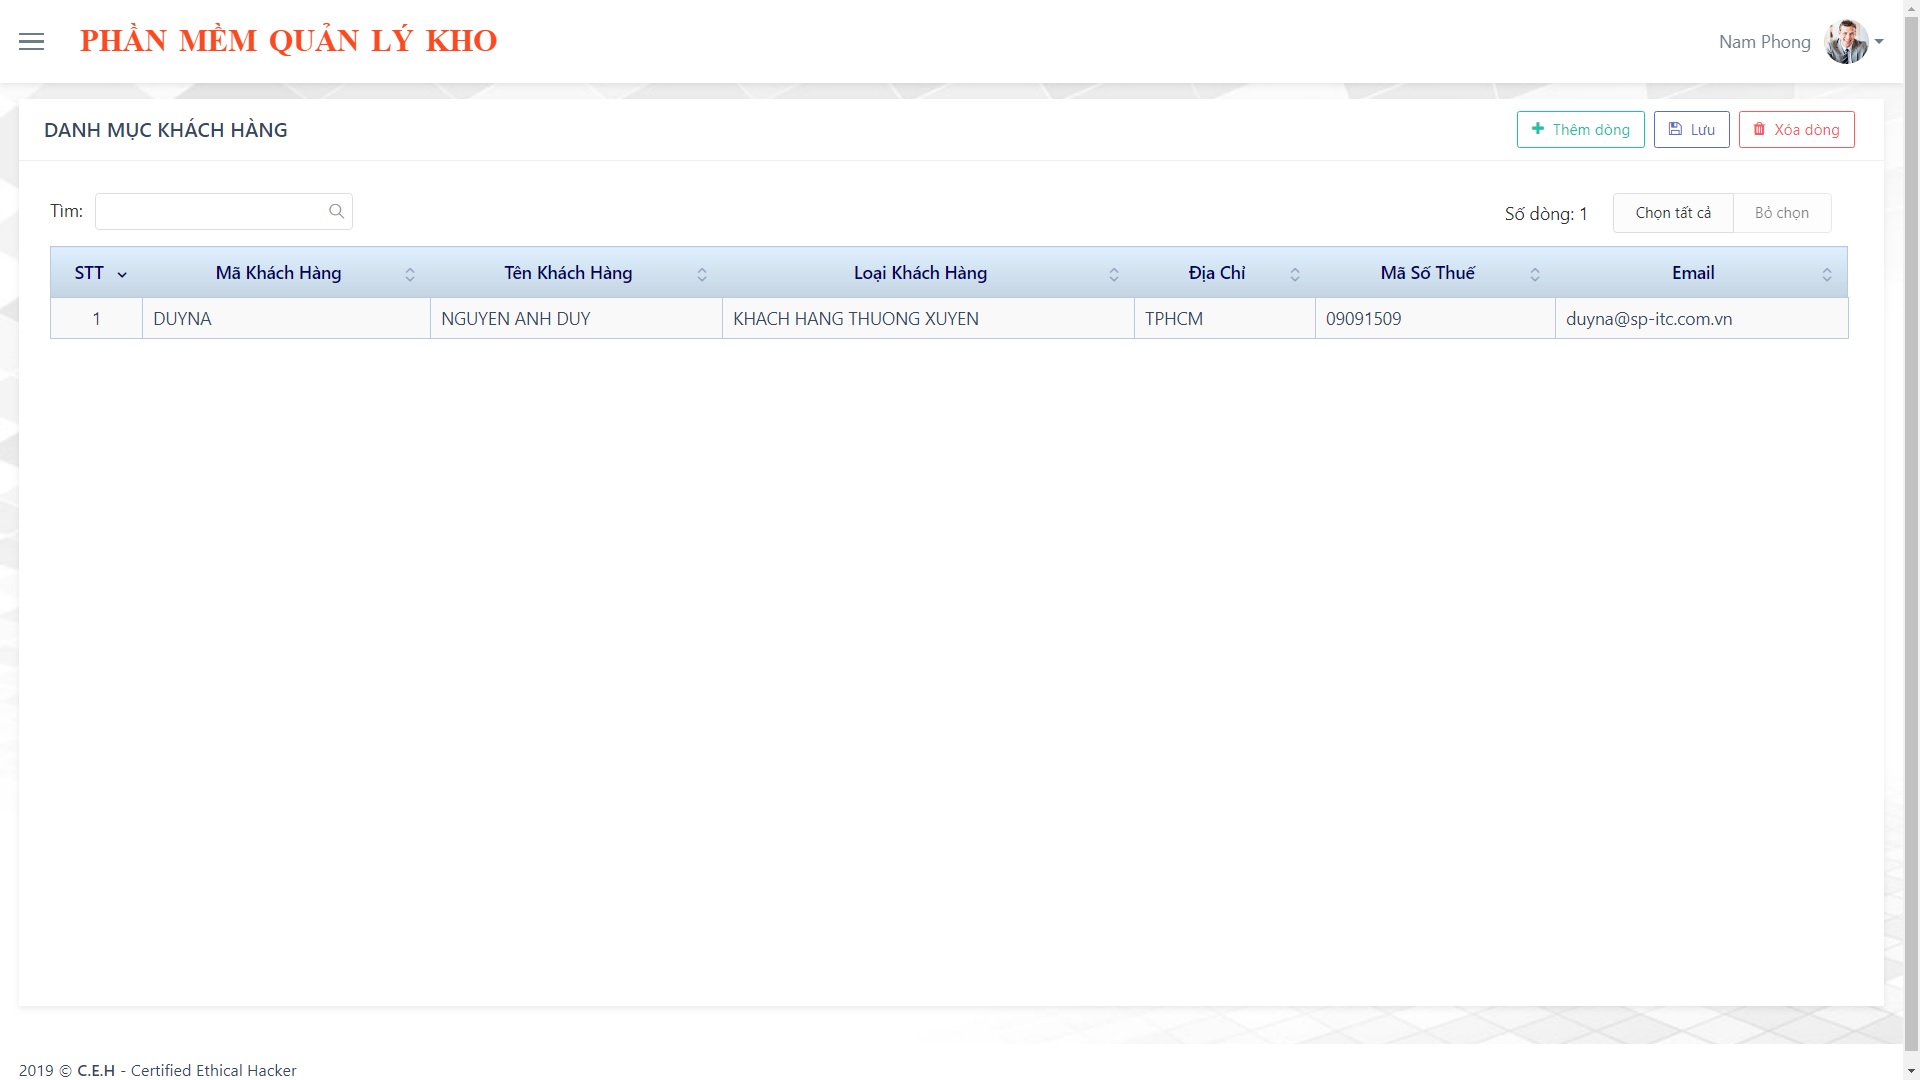 PHẦN MỀM QUẢN LÝ KHO
Nam Phong
DANH MỤC KHÁCH HÀNG
Thêm dòng
Lưu
Xóa dòng
Tìm:
Số dòng: 1
Chọn tất cả
Bỏ chọn
STT Mã Khách Hàng Tên Khách Hàng Loại Khách Hàng Địa Chỉ Mã Số Thuế Email
1 DUYNA NGUYEN ANH DUY KHACH HANG THUONG XUYEN TPHCM 09091509 duyna@sp-itc.com.vn
2019 © C.E.H - Certified Ethical Hacker